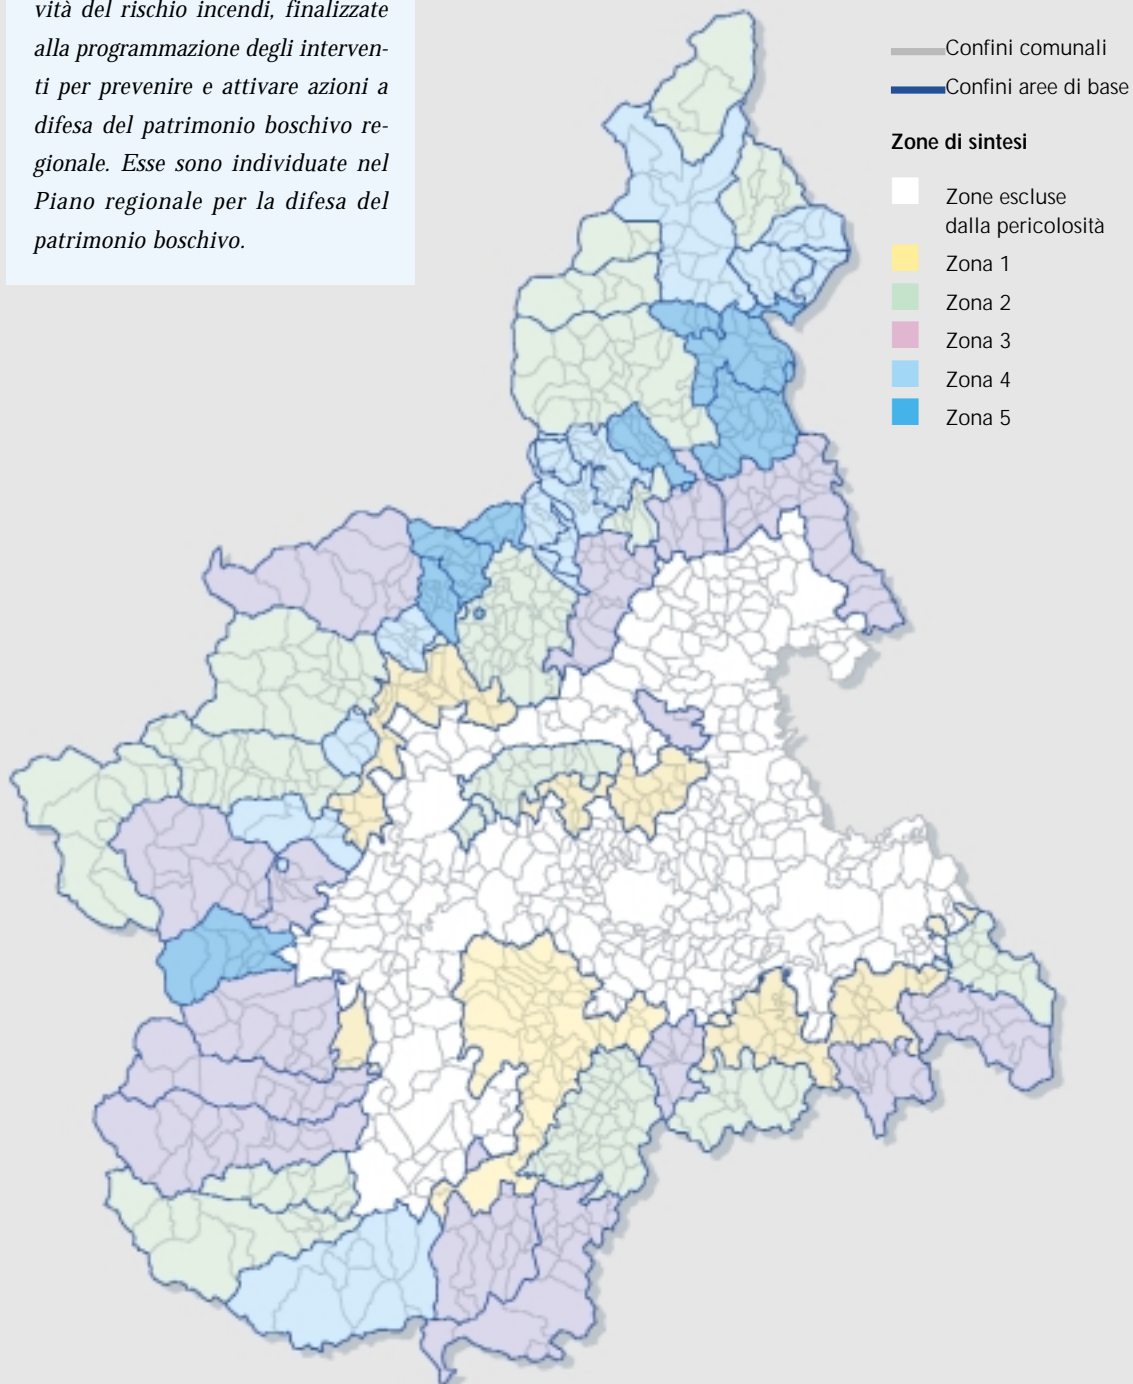 vità del rischio incendi, finalizzate
alla programmazione degli interven-
ti per prevenire e attivare azioni a
difesa del patrimonio boschivo re-
gionale. Esse sono individuate nel
Piano regionale per la difesa del
patrimonio boschivo.
Confini comunali
Confini aree di base
Zone di sintesi
Zone escluse
dalla pericolosità
Zona 1
Zona 2
Zona 3
Zona 4
Zona 5